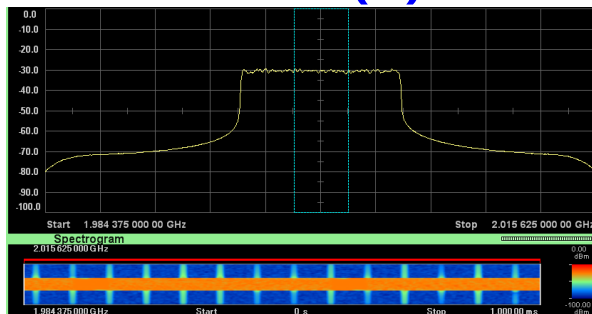 0.0
-10.0
-20.0
-30.0
-40.0
-50.0
-60.0
-70.0
-80.0
-90.0
-100.0
Start 1.984 375 000 00 GHz Stop 2.015 625 000 00 GHz
Spectrogram
2.015 625 000 GHz
0.00
dBm
-100.00
dBm
1.984 375 000 GHz Start 0 s Stop 1.000 00 ms